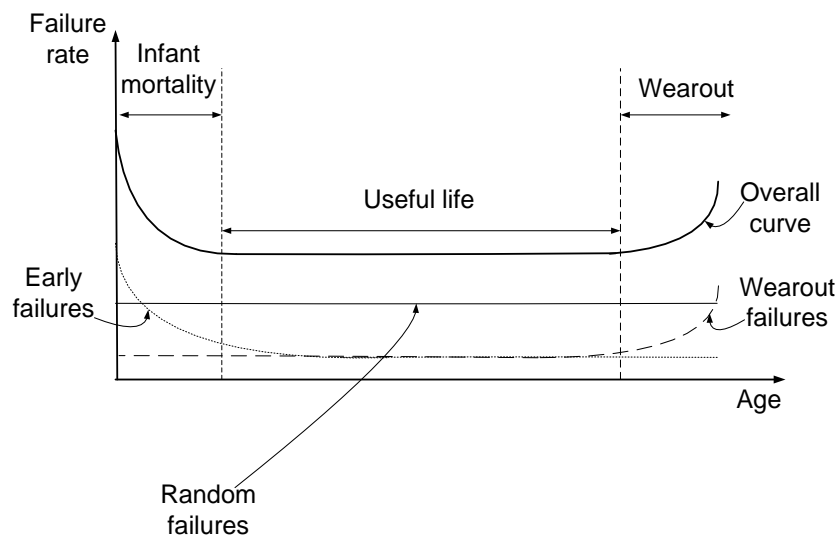 Failure
rate
Infant
mortality
Wearout
Useful life
Overall
curve
Early
failures
Wearout
failures
Age
Random
failures